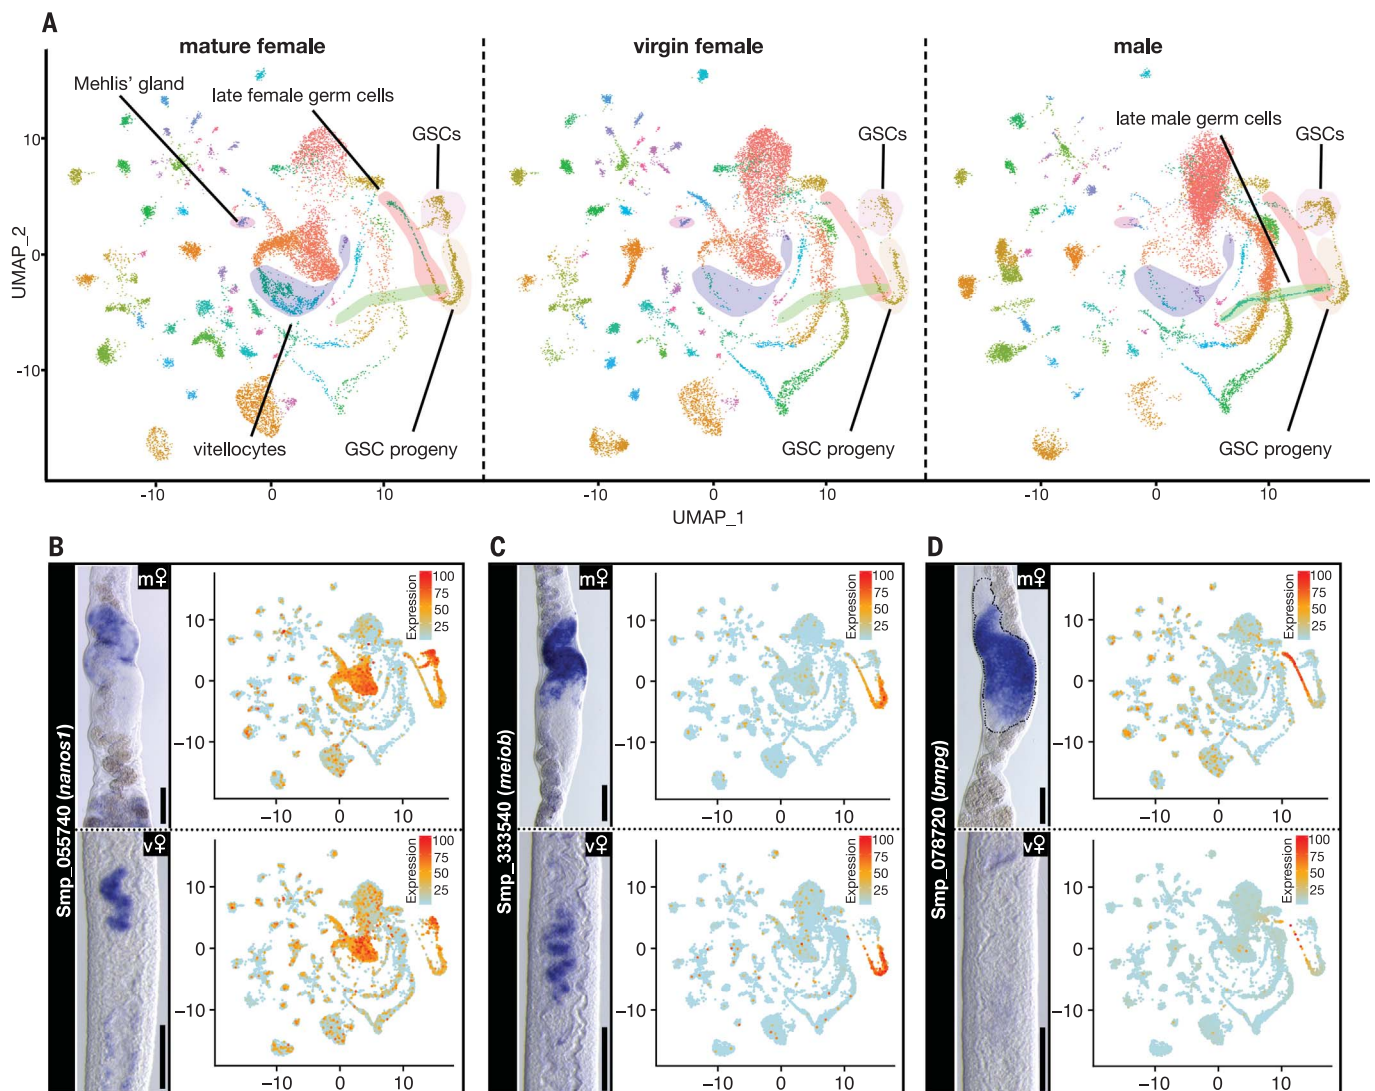 A
mature female
virgin female
male
Mehlis' gland
late female germ cells
GSCs
GSCs
late male germ cells
GSCs
10
0
-10
UMAP_2
vitellocytes
GSC progeny
GSC progeny
GSC progeny
-10 0 10
-10 0 10
-10 0 10
UMAP_1
B
Smp_055740 (nanos1)
m♀
Expression
100
75
50
25
10
0
−10
−10 0 10
v♀
Expression
100
75
50
25
10
0
−10
−10 0 10
C
Smp_333540 (meiob)
m♀
Expression
100
75
50
25
10
0
−10
−10 0 10
v♀
Expression
100
75
50
25
10
0
−10
−10 0 10
D
Smp_078720 (bmpg)
m♀
Expression
100
75
50
25
10
0
−10
−10 0 10
v♀
Expression
100
75
50
25
10
0
−10
−10 0 10